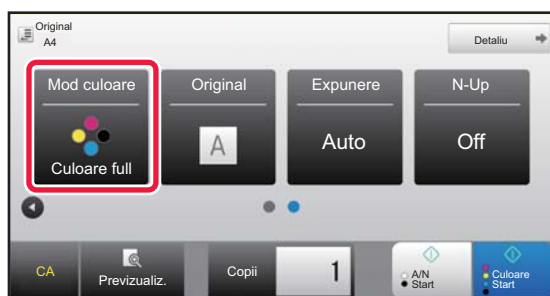 Original
A4
Detaliu
Mod culoare
Original
Expunere
N-Up
A
Auto
Off
Culoare full
CA
Previzualiz.
Copii
1
A/N
Start
Culoare
Start